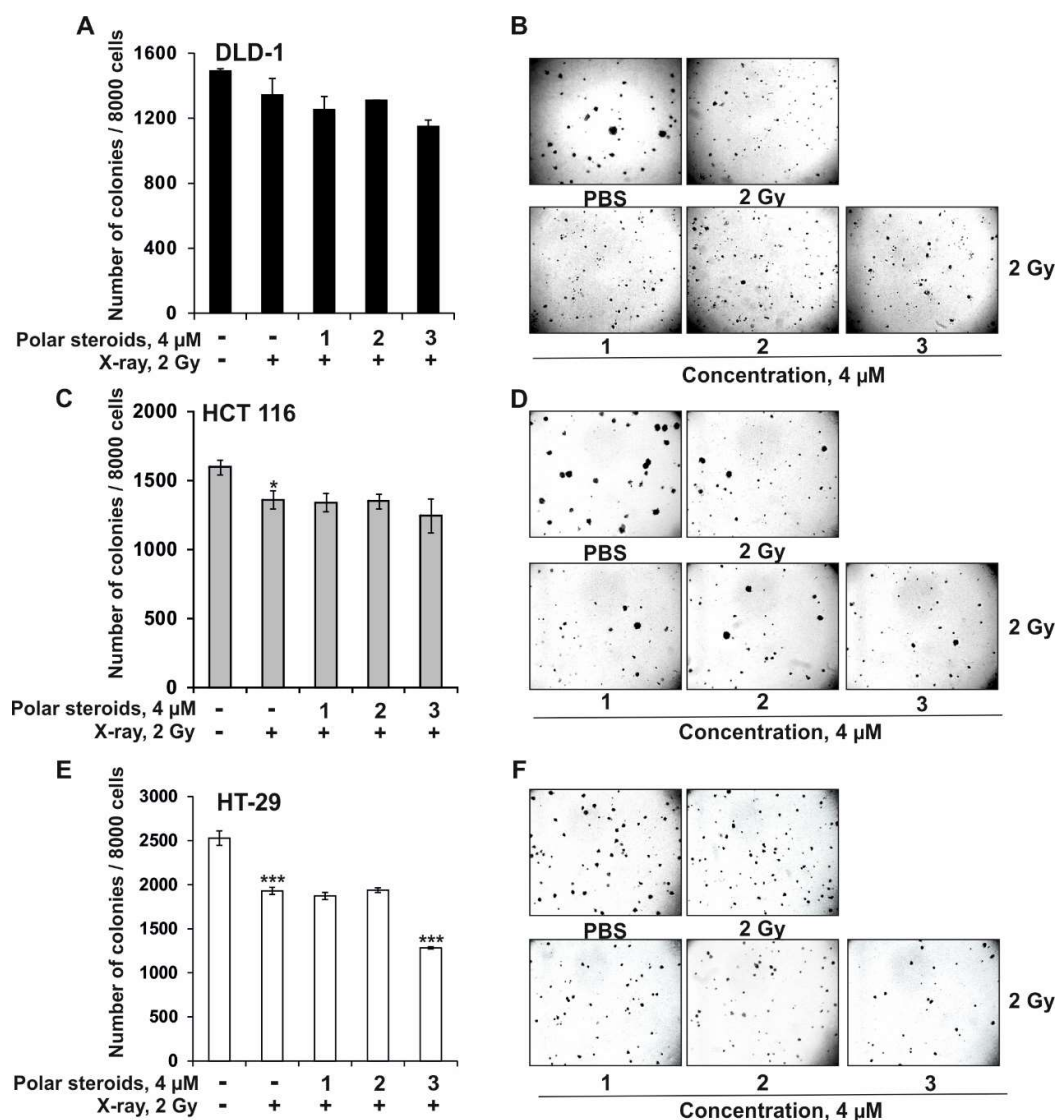 A
DLD-1
Number of colonies / 8000 cells
1600
1200
800
400
0
Polar steroids, 4 µM - - 1 2 3
X-ray, 2 Gy - + + + +
B
PBS 2 Gy
2 Gy
1 2 3
Concentration, 4 µM
C
HCT 116
Number of colonies / 8000 cells
2000
1500
1000
500
0
*
Polar steroids, 4 µM - - 1 2 3
X-ray, 2 Gy - + + + +
D
PBS 2 Gy
2 Gy
1 2 3
Concentration, 4 µM
E
HT-29
Number of colonies / 8000 cells
3000
2500
2000
1500
1000
500
0
***
***
Polar steroids, 4 µM - - 1 2 3
X-ray, 2 Gy - + + + +
F
PBS 2 Gy
2 Gy
1 2 3
Concentration, 4 µM